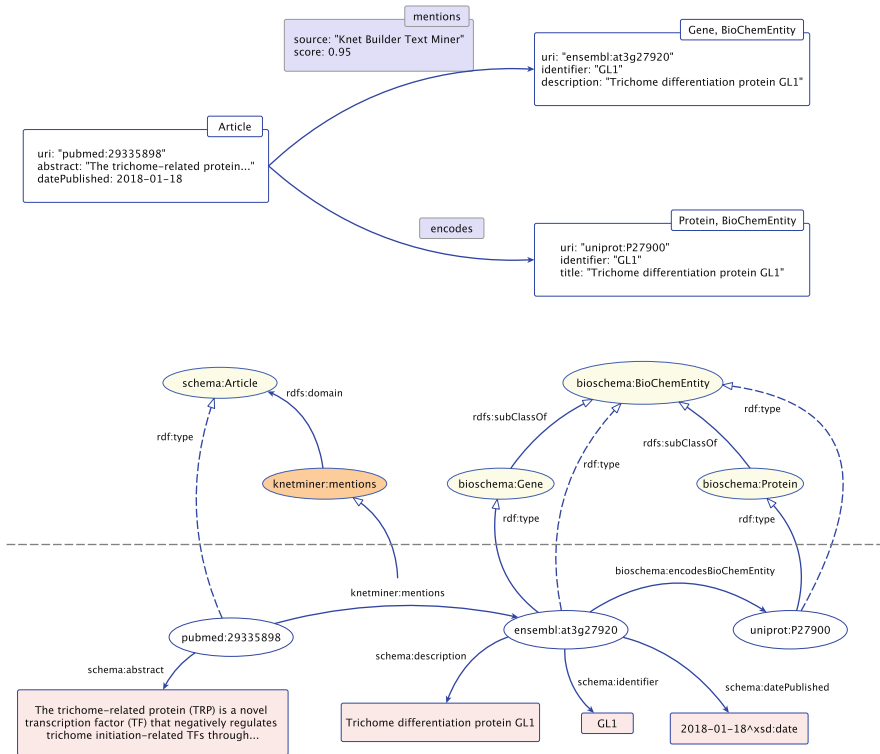 mentions
source: "Knet Builder Text Miner"
score: 0.95
Gene, BioChemEntity
uri: "ensembl:at3g27920"
identifier: "GL1"
description: "Trichome differentiation protein GL1"
Article
uri: "pubmed:29335898"
abstract: "The trichome-related protein..."
datePublished: 2018-01-18
encodes
Protein, BioChemEntity
uri: "uniprot:P27900"
identifier: "GL1"
title: "Trichome differentiation protein GL1"
schema:Article
rdfs:domain
bioschema:BioChemEntity
rdf:type
rdfs:subClassOf
rdf:type
rdf:type
rdfs:subClassOf
knetminer:mentions
bioschema:Gene
bioschema:Protein
rdf:type
rdf:type
bioschema:encodesBioChemEntity
knetminer:mentions
pubmed:29335898
ensembl:at3g27920
uniprot:P27900
schema:abstract
schema:description
schema:identifier
schema:datePublished
The trichome-related protein (TRP) is a novel
transcription factor (TF) that negatively regulates
trichome initiation-related TFs through...
Trichome differentiation protein GL1
GL1
2018-01-18^xsd:date